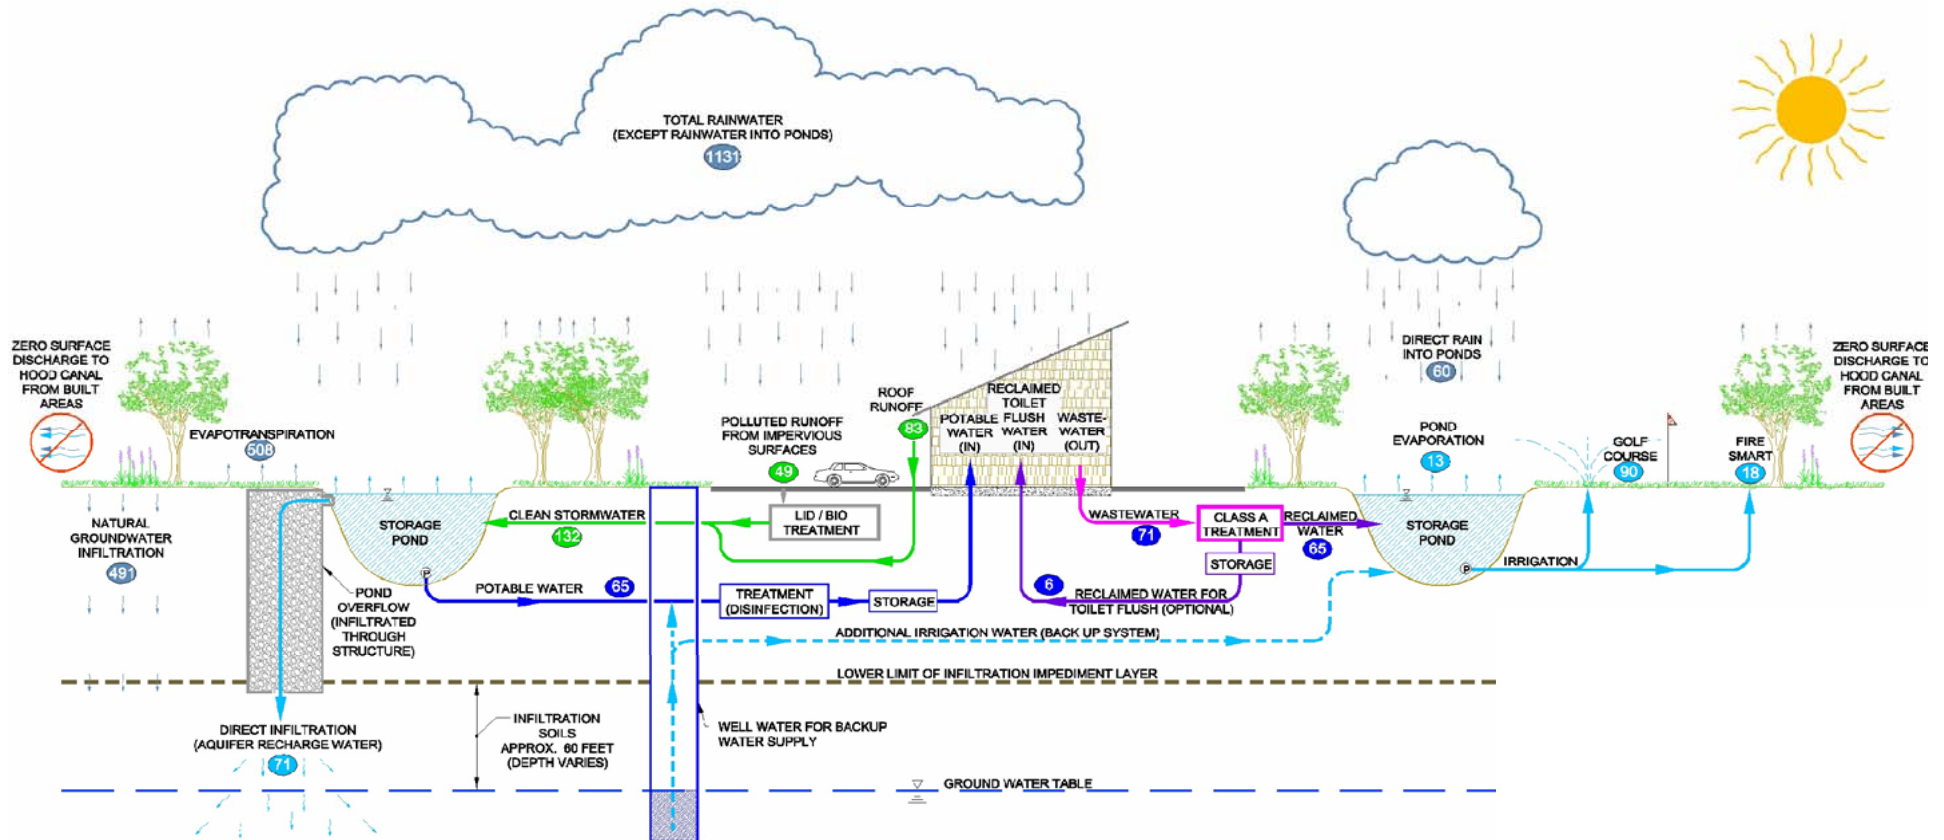 TOTAL RAINWATER
(EXCEPT RAINWATER INTO PONDS)
1131
DIRECT RAIN
INTO PONDS
60
ZERO SURFACE
DISCHARGE TO
HOOD CANAL
FROM BUILT
AREAS
EVAPOTRANSPIRATION
508
POLLUTED RUNOFF
FROM IMPERVIOUS
SURFACES
49
ROOF
RUNOFF
83
POTABLE
WATER
(IN)
RECLAIMED
TOILET
FLUSH
WATER
(IN)
WASTE-
WATER
(OUT)
POND
EVAPORATION
13
GOLF
COURSE
90
FIRE
SMART
18
ZERO SURFACE
DISCHARGE TO
HOOD CANAL
FROM BUILT
AREAS
NATURAL
GROUNDWATER
INFILTRATION
491
STORAGE
POND
CLEAN STORMWATER
132
LID / BIO
TREATMENT
WASTEWATER
71
CLASS A
TREATMENT
RECLAIMED
WATER
65
STORAGE
POND
P
IRRIGATION
STORAGE
P
POTABLE WATER
65
TREATMENT
(DISINFECTION)
STORAGE
6
RECLAIMED WATER FOR
TOILET FLUSH (OPTIONAL)
POND
OVERFLOW
(INFILTRATED
THROUGH
STRUCTURE)
ADDITIONAL IRRIGATION WATER (BACK UP SYSTEM)
LOWER LIMIT OF INFILTRATION IMPEDIMENT LAYER
DIRECT INFILTRATION
(AQUIFER RECHARGE WATER)
71
INFILTRATION
SOILS
APPROX. 60 FEET
(DEPTH VARIES)
WELL WATER FOR BACKUP
WATER SUPPLY
GROUND WATER TABLE